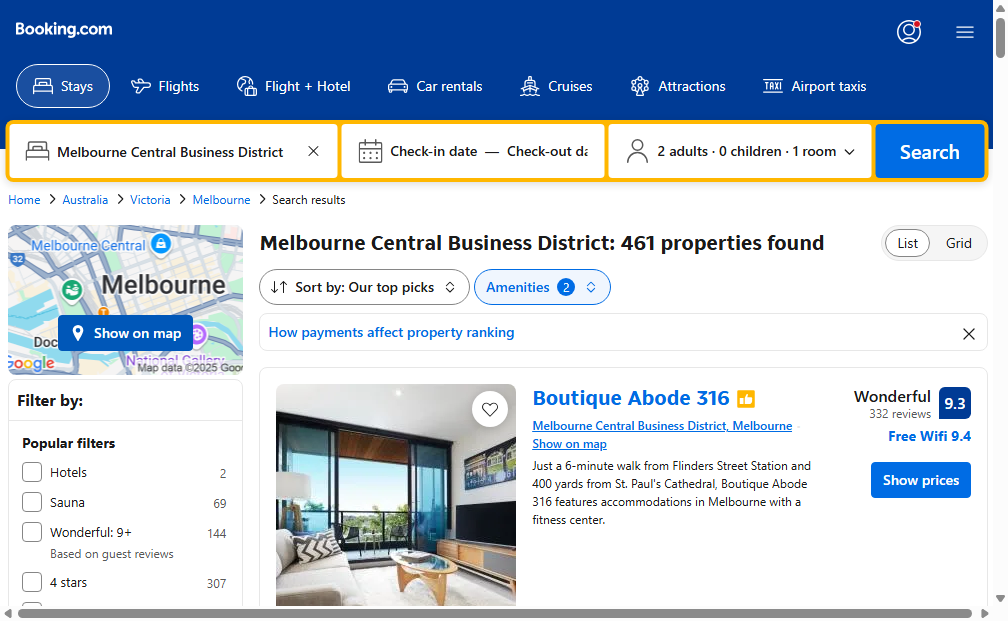 Booking.com
Stays
Flights
Flight + Hotel
Car rentals
Cruises
Attractions
TAXI Airport taxis
Melbourne Central Business District
Check-in date — Check-out da
2 adults · 0 children · 1 room
Search
Home > Australia > Victoria > Melbourne > Search results
Melbourne Central
32
Melbourne
Show on map
Doc
National Gallery
Google
Map data ©2025 Goo
Filter by:
Popular filters
Hotels 2
Sauna 69
Wonderful: 9+ 144
Based on guest reviews
4 stars 307
Melbourne Central Business District: 461 properties found
List
Grid
Sort by: Our top picks
Amenities 2
How payments affect property ranking
Boutique Abode 316
Melbourne Central Business District, Melbourne
Show on map
Just a 6-minute walk from Flinders Street Station and
400 yards from St. Paul's Cathedral, Boutique Abode
316 features accommodations in Melbourne with a
fitness center.
Wonderful
332 reviews
9.3
Free Wifi 9.4
Show prices